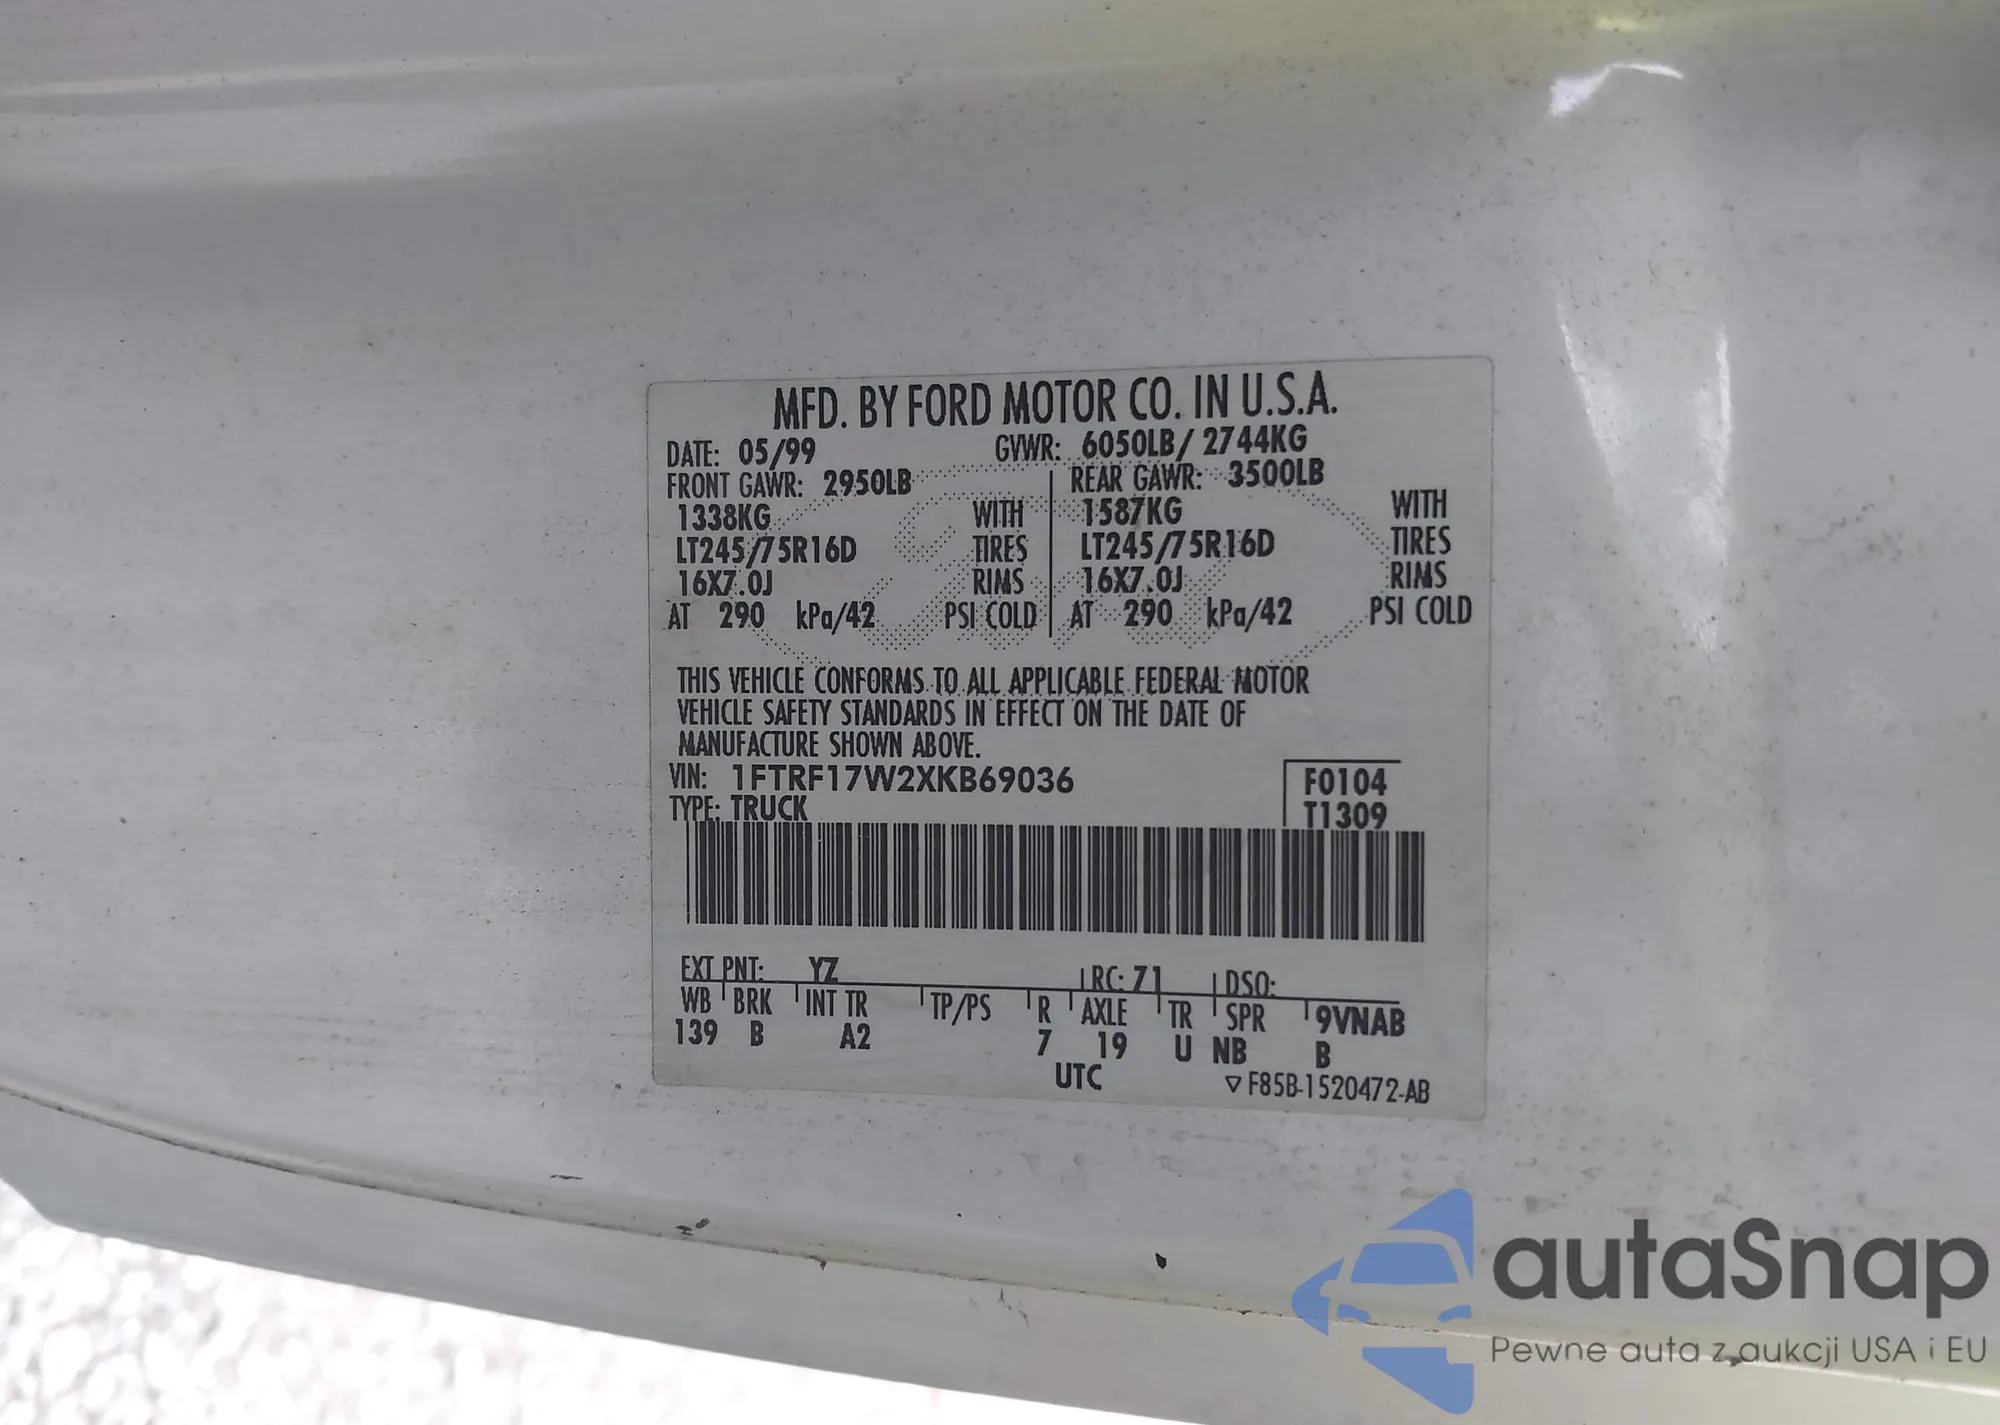 MFD. BY FORD MOTOR CO. IN U.S.A.
DATE: 05/99 GVWR: 6050LB/ 2744KG
FRONT GAWR: 2950LB REAR GAWR: 3500LB
1338KG WITH 1587KG WITH
LT245/75R16D TIRES LT245/75R16D TIRES
16X7.0J RIMS 16X7.0J RIMS
AT 290 kPa/42 PSI COLD AT 290 kPa/42 PSI COLD
THIS VEHICLE CONFORMS TO ALL APPLICABLE FEDERAL MOTOR
VEHICLE SAFETY STANDARDS IN EFFECT ON THE DATE OF
MANUFACTURE SHOWN ABOVE.
VIN: 1FTRF17W2XKB69036 F0104
TYPE: TRUCK T1309
EXT PNT: YZ RC: 71 DSO:
WB BRK INT TR TP/PS R AXLE TR SPR 9VNAB
139 B A2 7 19 U NB B
UTC ▽ F85B-1520472-AB
autaSnap
Pewne auta z aukcji USA i EU